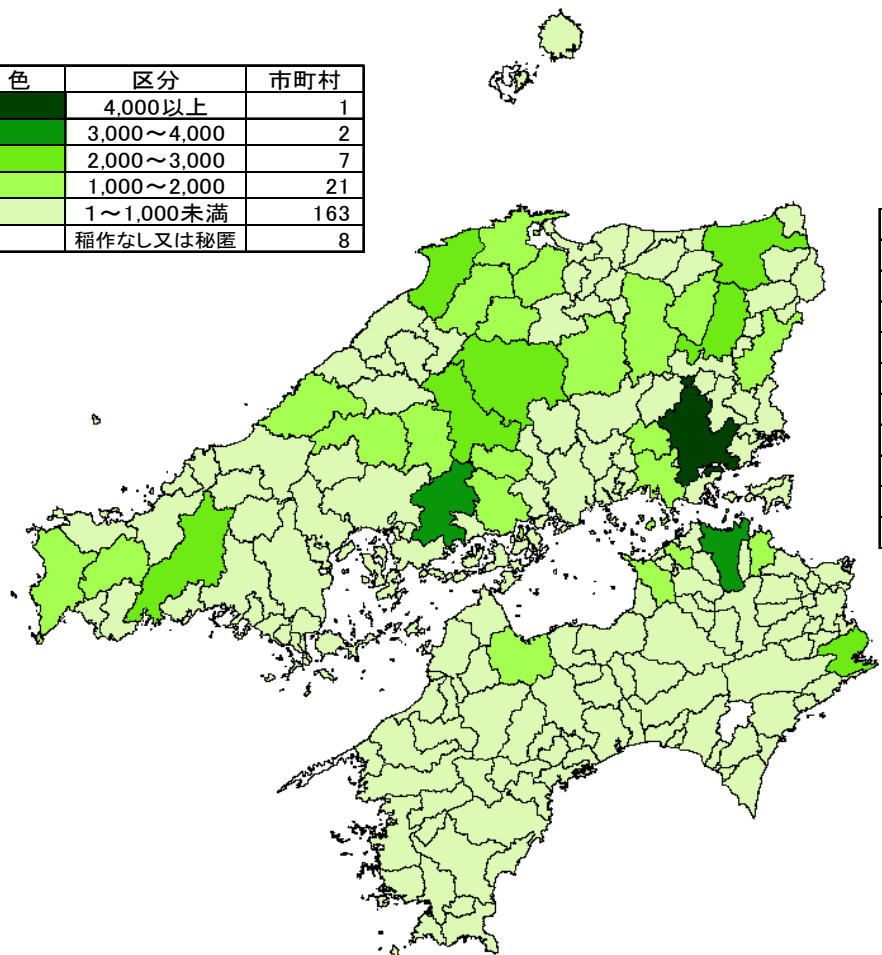 色 区分 市町村
4,000以上 1
3,000～4,000 2
2,000～3,000 7
1,000～2,000 21
1～1,000未満 163
稲作なし又は秘匿 8